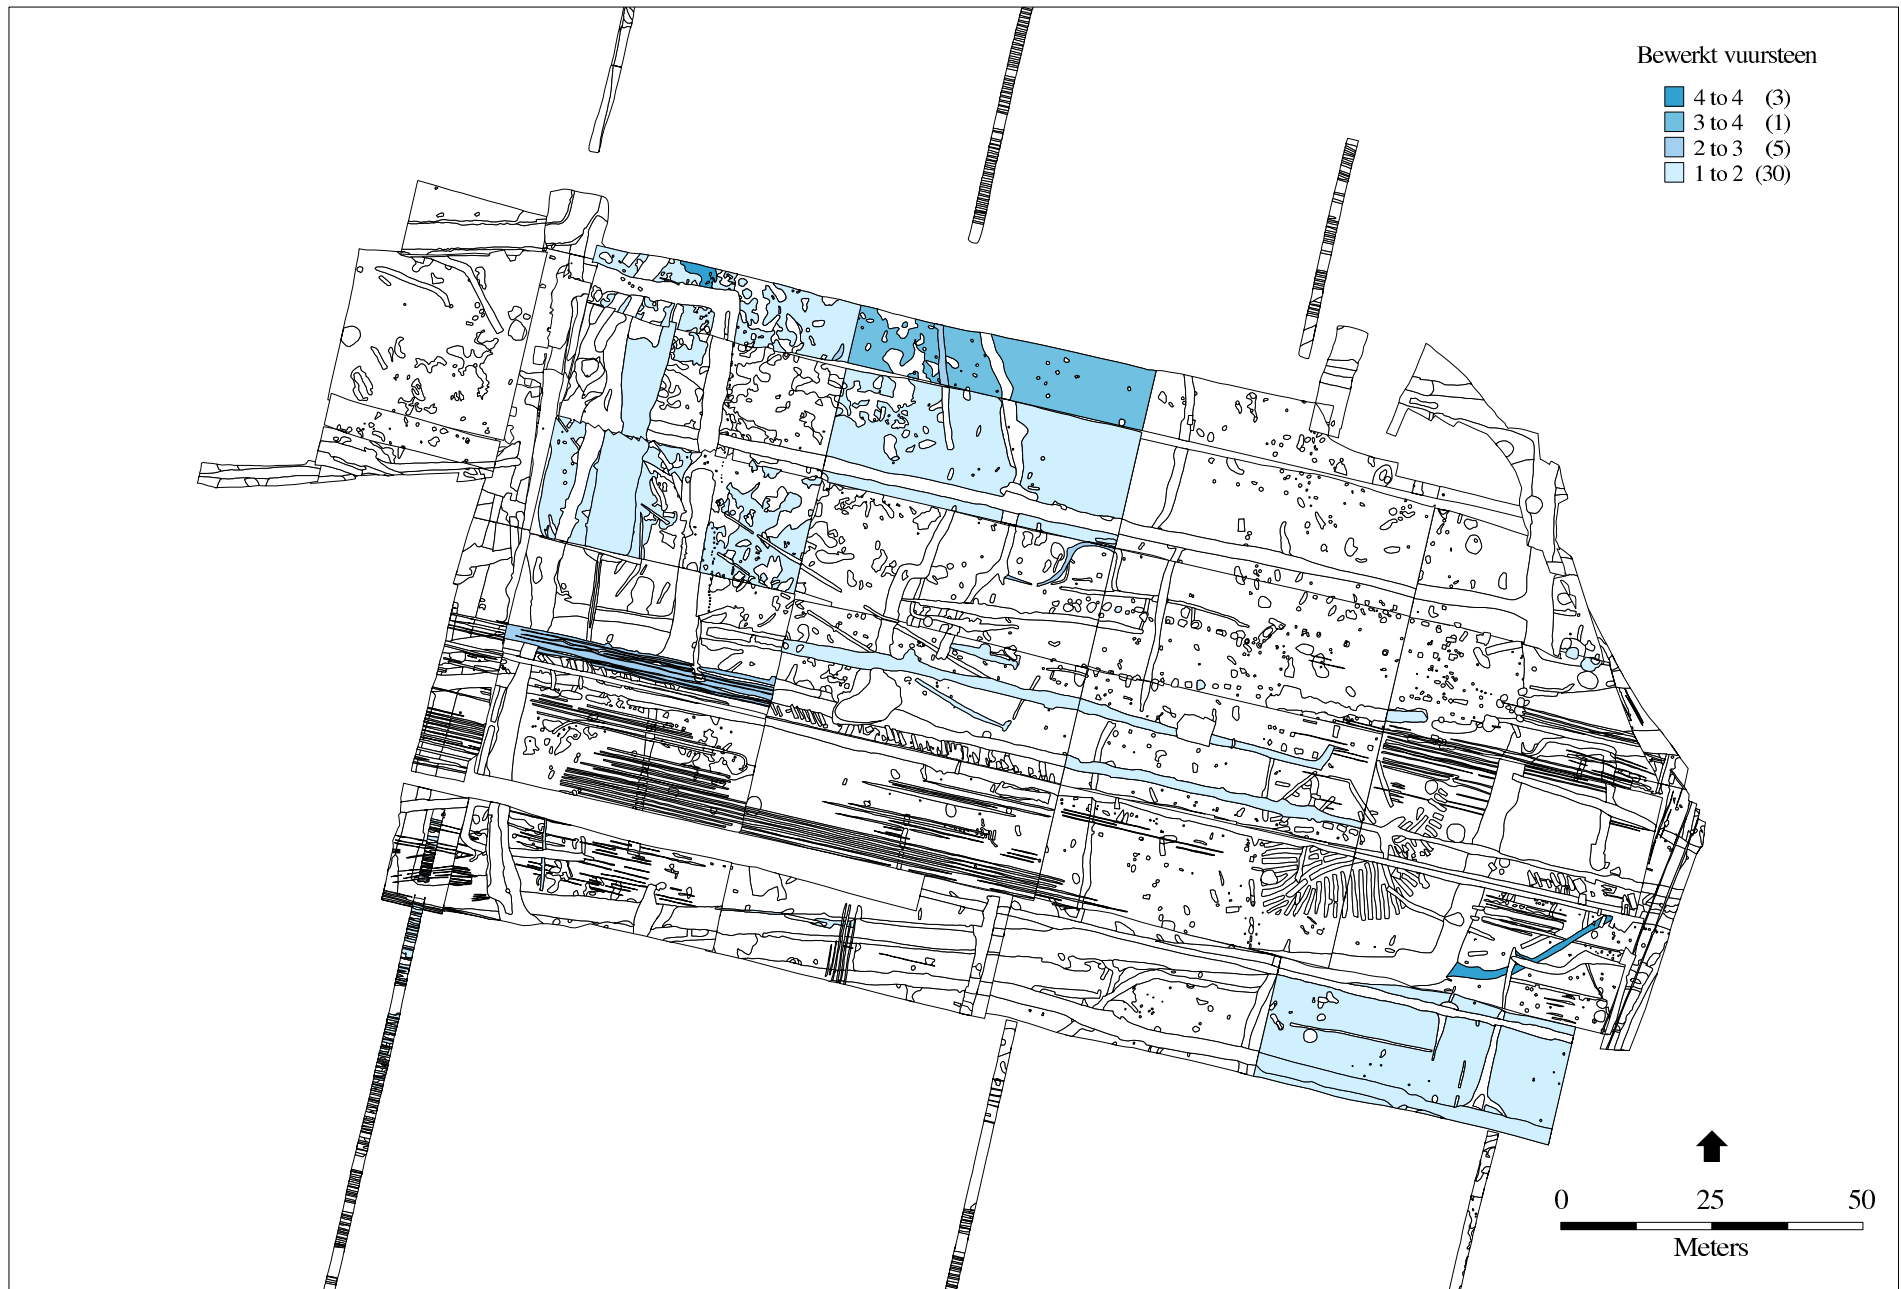 Bewerkt vuursteen
4 to 4 (3)
3 to 4 (1)
2 to 3 (5)
1 to 2 (30)
0 25 50
Meters